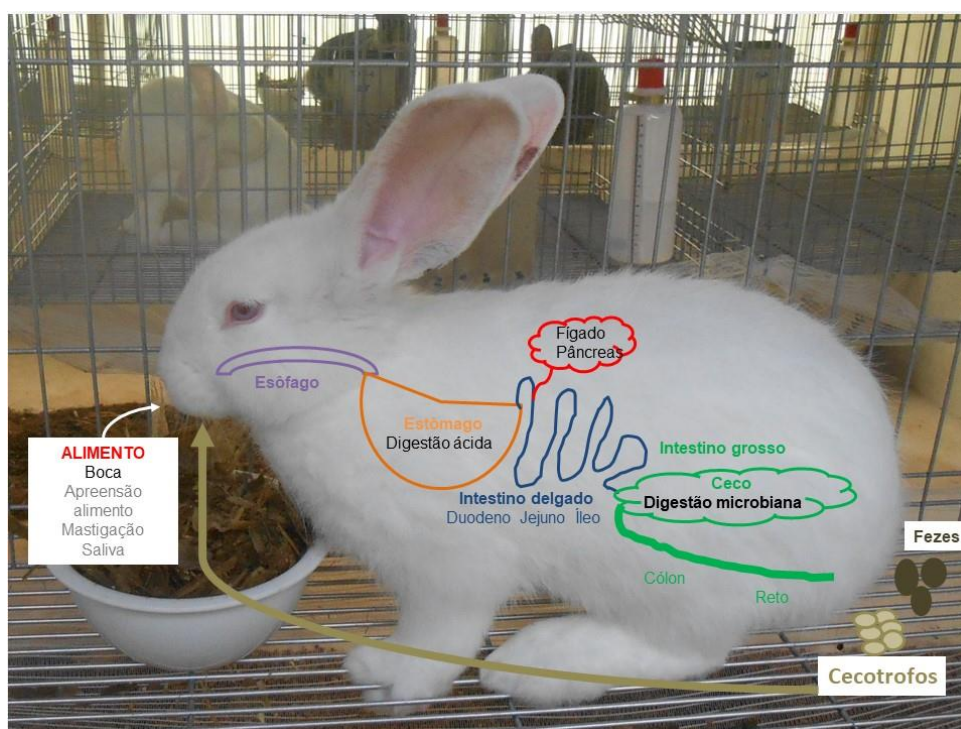 Fígado
Pâncreas
Esôfago
Estômago
Digestão ácida
ALIMENTO
Boca
Apreensão
alimento
Mastigação
Saliva
Intestino delgado
Duodeno Jejuno Íleo
Intestino grosso
Ceco
Digestão microbiana
Cólon
Reto
Fezes
Cecotrofos